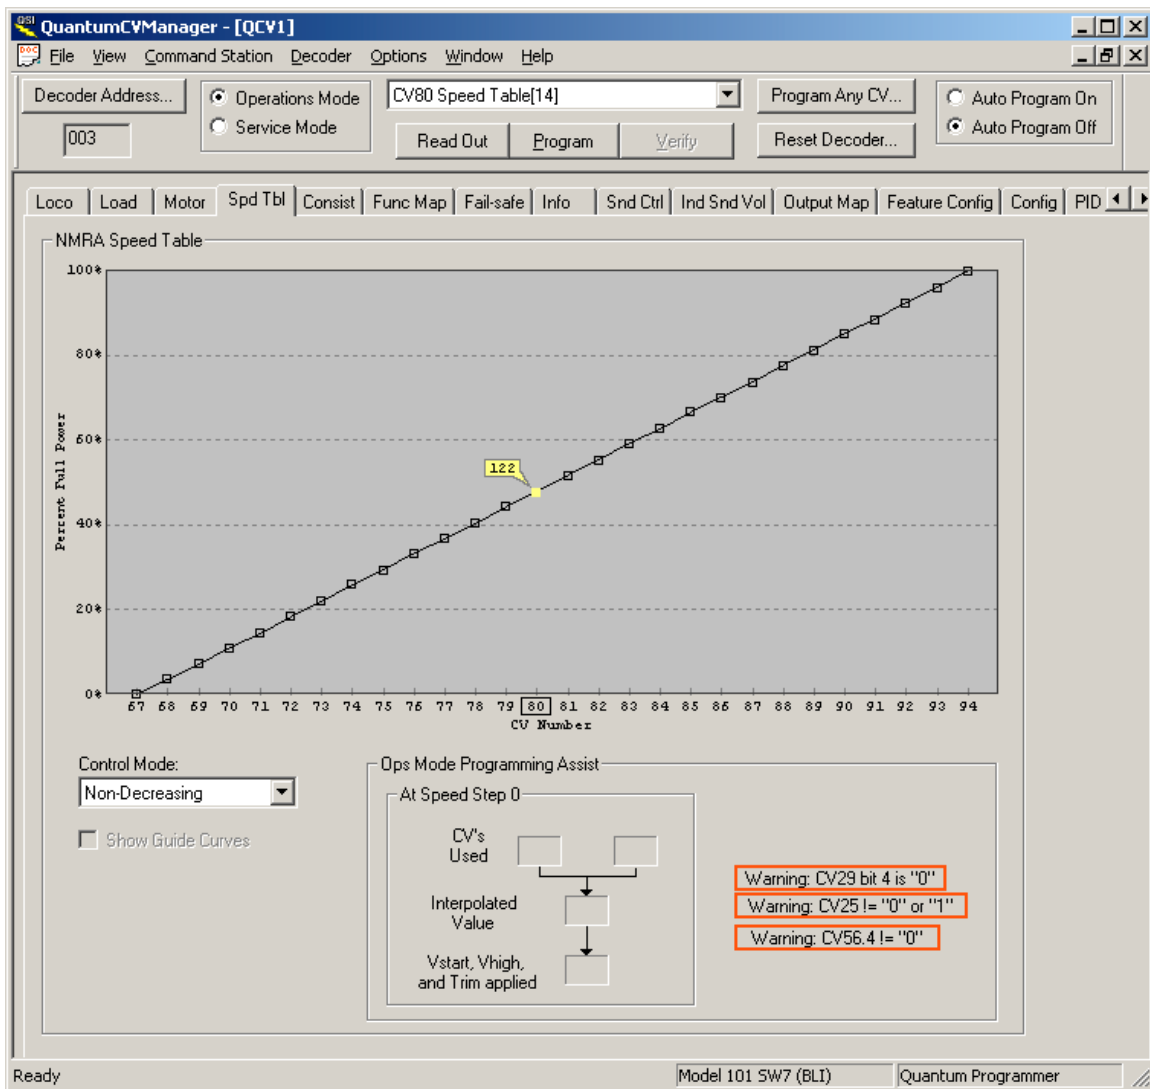 QSI QuantumCVManager - [QCV1]
DOC File View Command Station Decoder Options Window Help
Decoder Address...
003
Operations Mode
Service Mode
CV80 Speed Table[14]
Read Out Program Verify
Program Any CV...
Reset Decoder...
Auto Program On
Auto Program Off
Loco Load Motor Spd Tbl Consist Func Map Fail-safe Info Snd Ctrl Ind Snd Vol Output Map Feature Config Config PID
NMRA Speed Table
Percent Full Power
100%
80%
60%
40%
20%
0%
122
67 68 69 70 71 72 73 74 75 76 77 78 79 80 81 82 83 84 85 86 87 88 89 90 91 92 93 94
CV Number
Control Mode:
Non-Decreasing
Show Guide Curves
Ops Mode Programming Assist
At Speed Step 0
CV's
Used
Interpolated
Value
Vstart, Vhigh,
and Trim applied
Warning: CV29 bit 4 is "0"
Warning: CV25 != "0" or "1"
Warning: CV56.4 != "0"
Ready
Model 101 SW7 (BLI)
Quantum Programmer